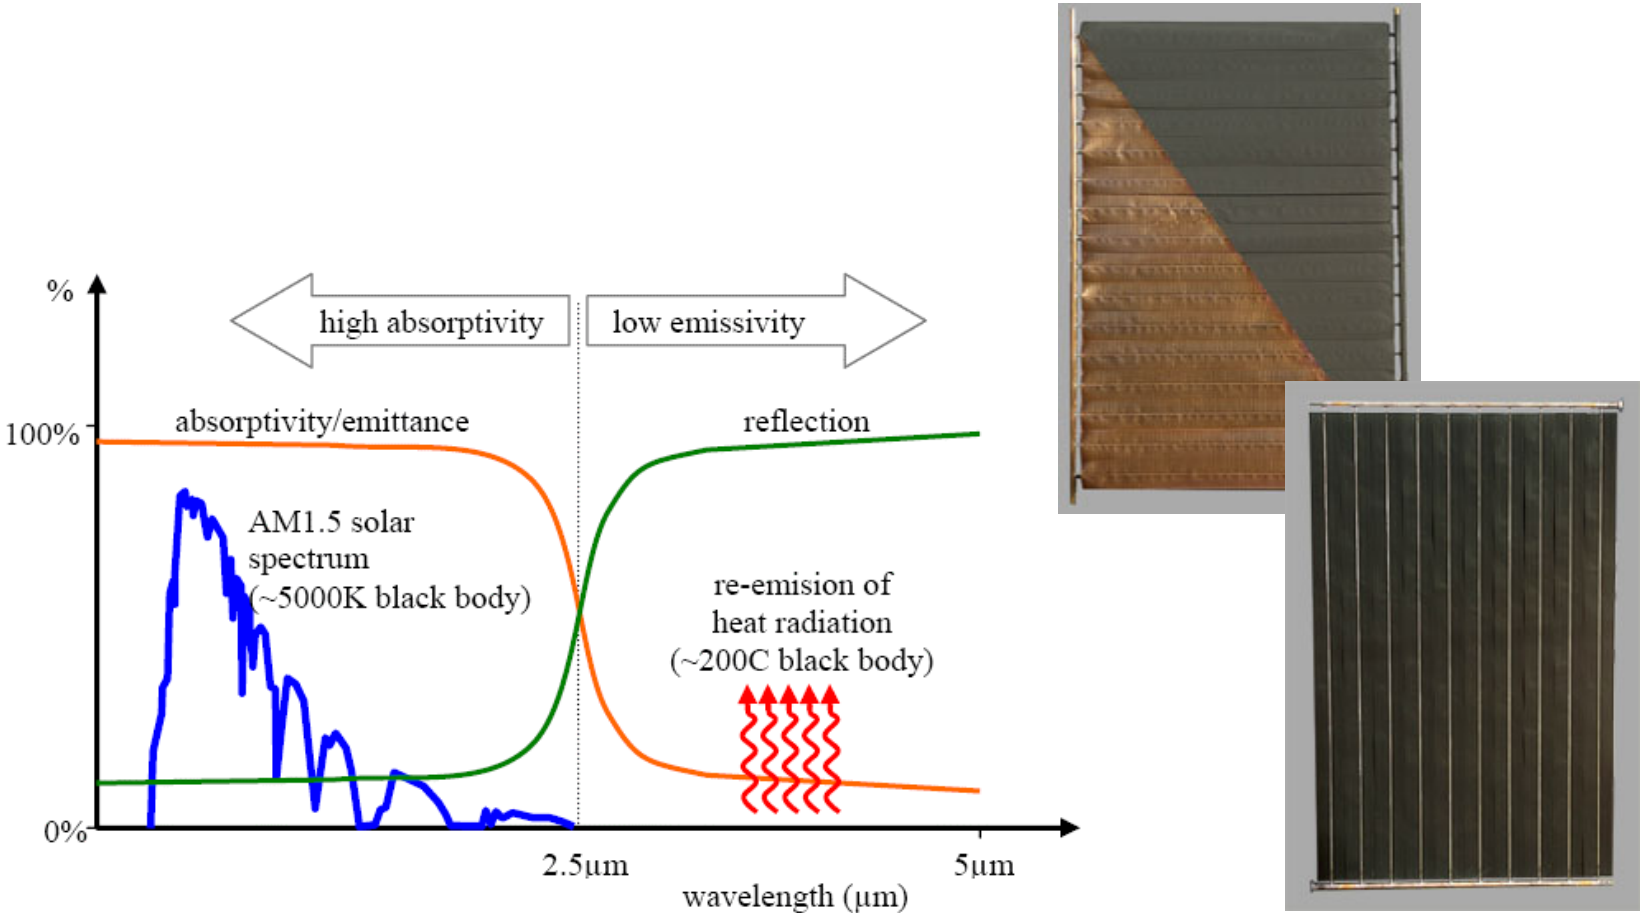 %
high absorptivity
low emissivity
absorptivity/emittance
reflection
100%
AM1.5 solar
spectrum
(~5000K black body)
re-emision of
heat radiation
(~200C black body)
0%
2.5µm
5µm
wavelength (µm)